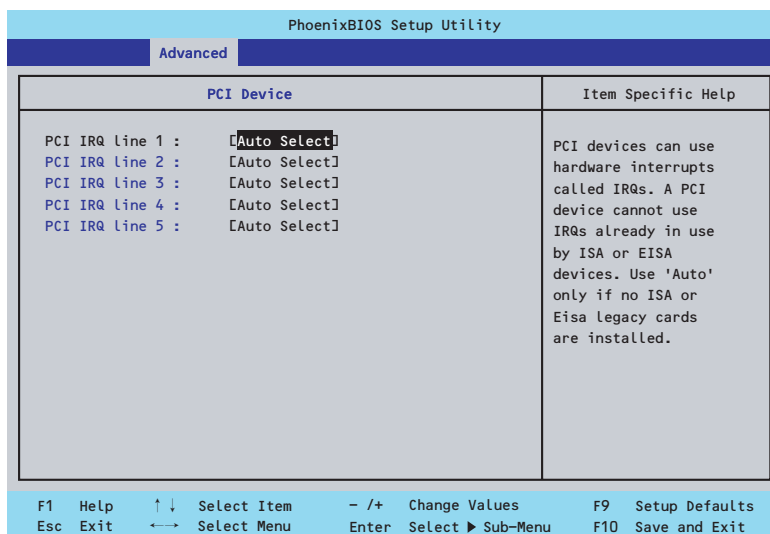 PhoenixBIOS Setup Utility
Advanced
PCI Device
PCI IRQ line 1 : [Auto Select]
PCI IRQ line 2 : [Auto Select]
PCI IRQ line 3 : [Auto Select]
PCI IRQ line 4 : [Auto Select]
PCI IRQ line 5 : [Auto Select]
Item Specific Help
PCI devices can use
hardware interrupts
called IRQs. A PCI
device cannot use
IRQs already in use
by ISA or EISA
devices. Use 'Auto'
only if no ISA or
Eisa legacy cards
are installed.
F1 Help ↑↓ Select Item - /+ Change Values F9 Setup Defaults
Esc Exit ←→ Select Menu Enter Select ▶ Sub-Menu F10 Save and Exit